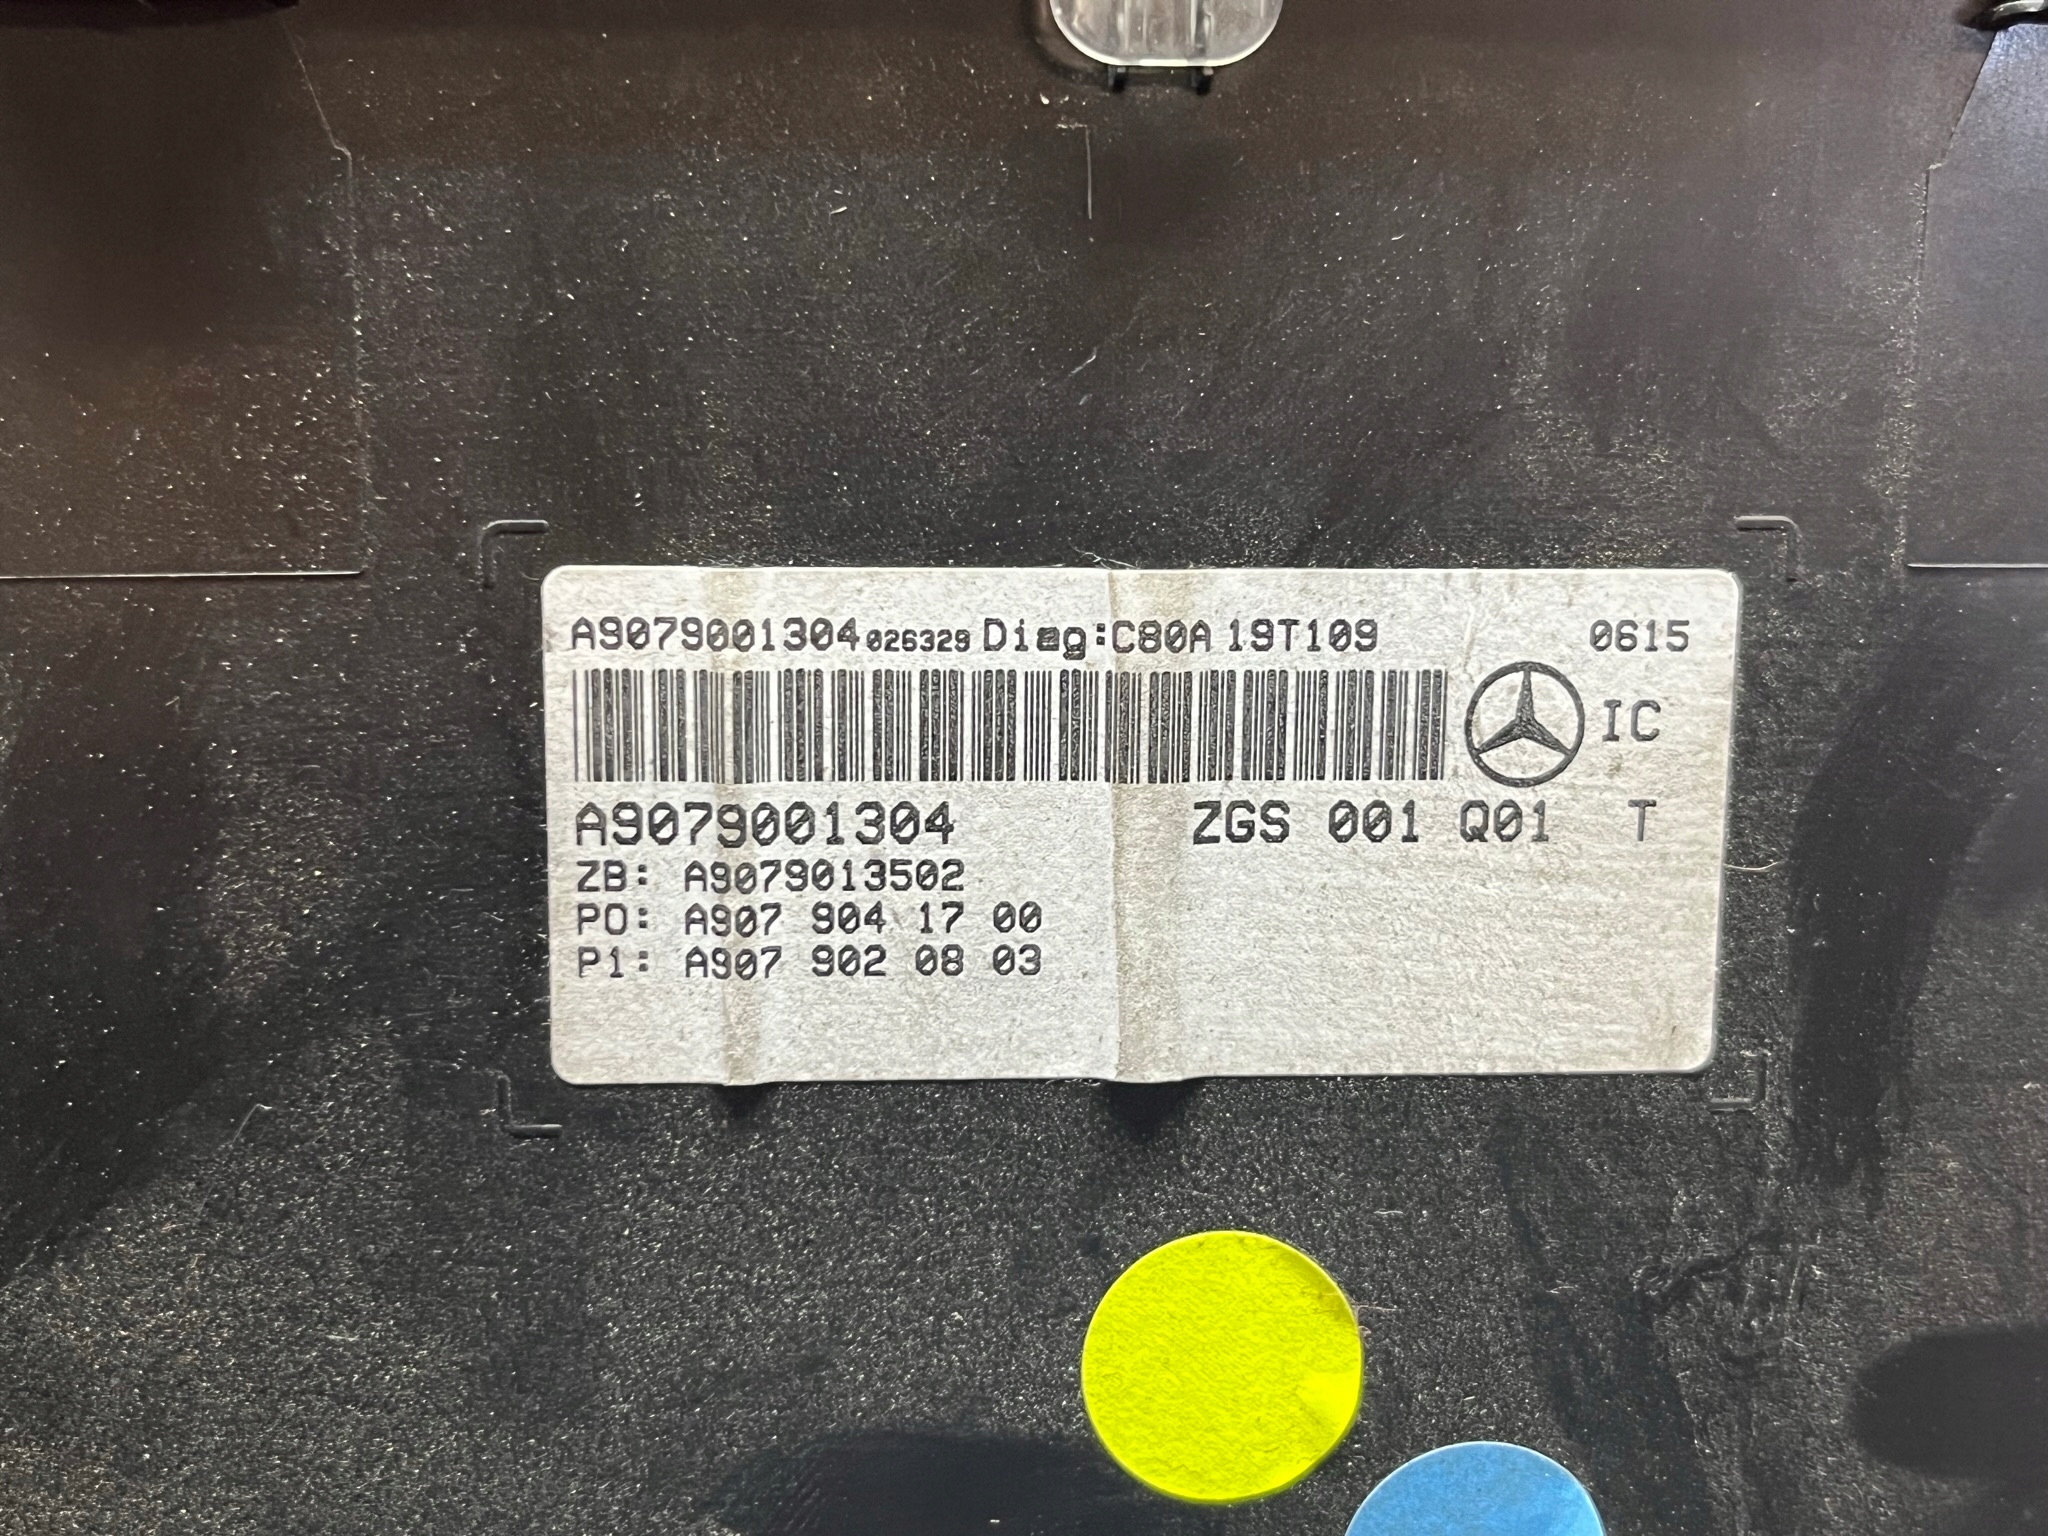 A9079001304 026329 Diag:C80A 19T109 0615
IC
A9079001304 ZGS 001 Q01 T
ZB: A9079013502
P0: A907 904 17 00
P1: A907 902 08 03